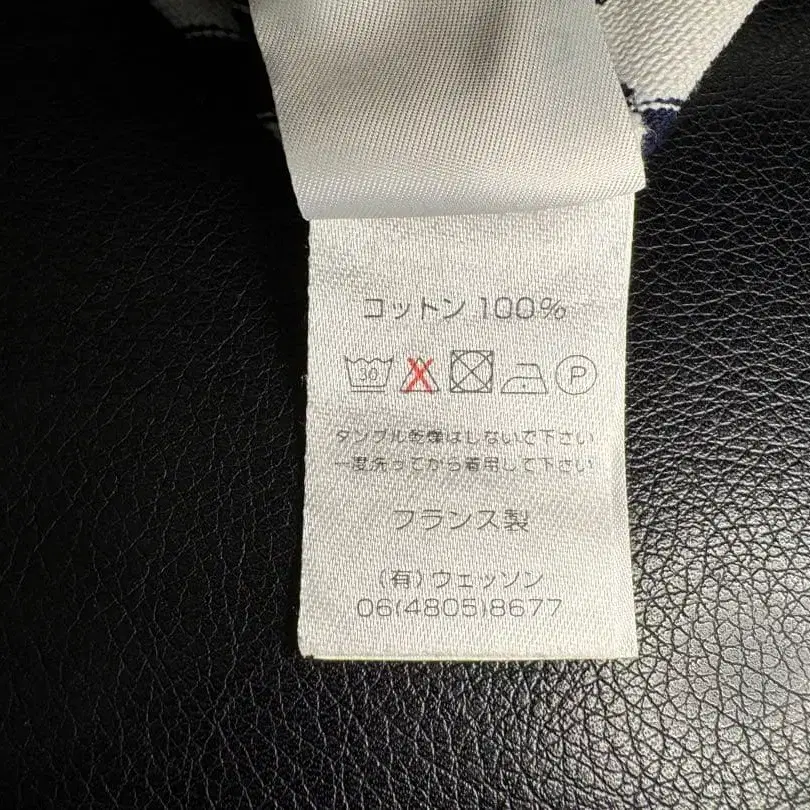 コットン 100%
30 P
タンブル乾燥はしないで下さい
一度洗ってから着用して下さい
フランス製
(有)ウェッソン
06(4805)8677